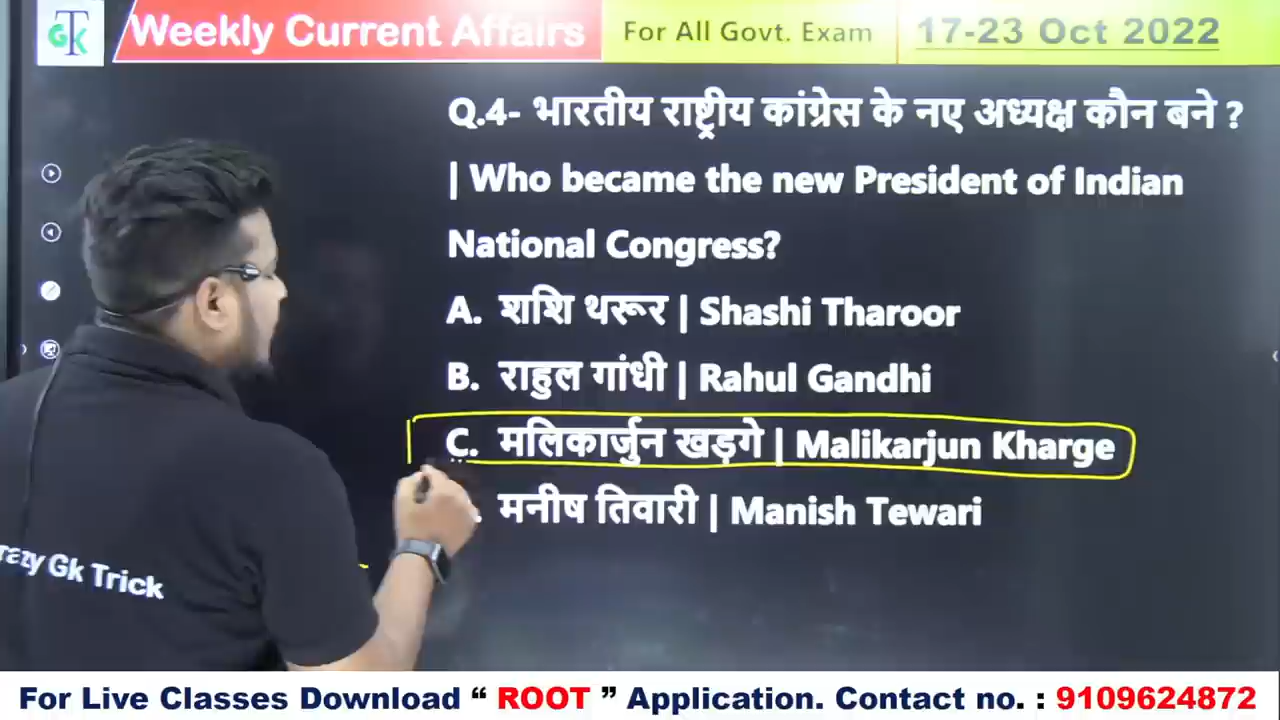 GTK
Weekly Current Affairs
For All Govt. Exam
17-23 Oct 2022
Q.4- भारतीय राष्ट्रीय कांग्रेस के नए अध्यक्ष कौन बने ?
| Who became the new President of Indian
National Congress?
A. शशि थरूर | Shashi Tharoor
B. राहुल गांधी | Rahul Gandhi
C. मलिकार्जुन खड़गे | Malikarjun Kharge
मनीष तिवारी | Manish Tewari
razy Gk Trick
For Live Classes Download “ ROOT ” Application. Contact no. : 9109624872